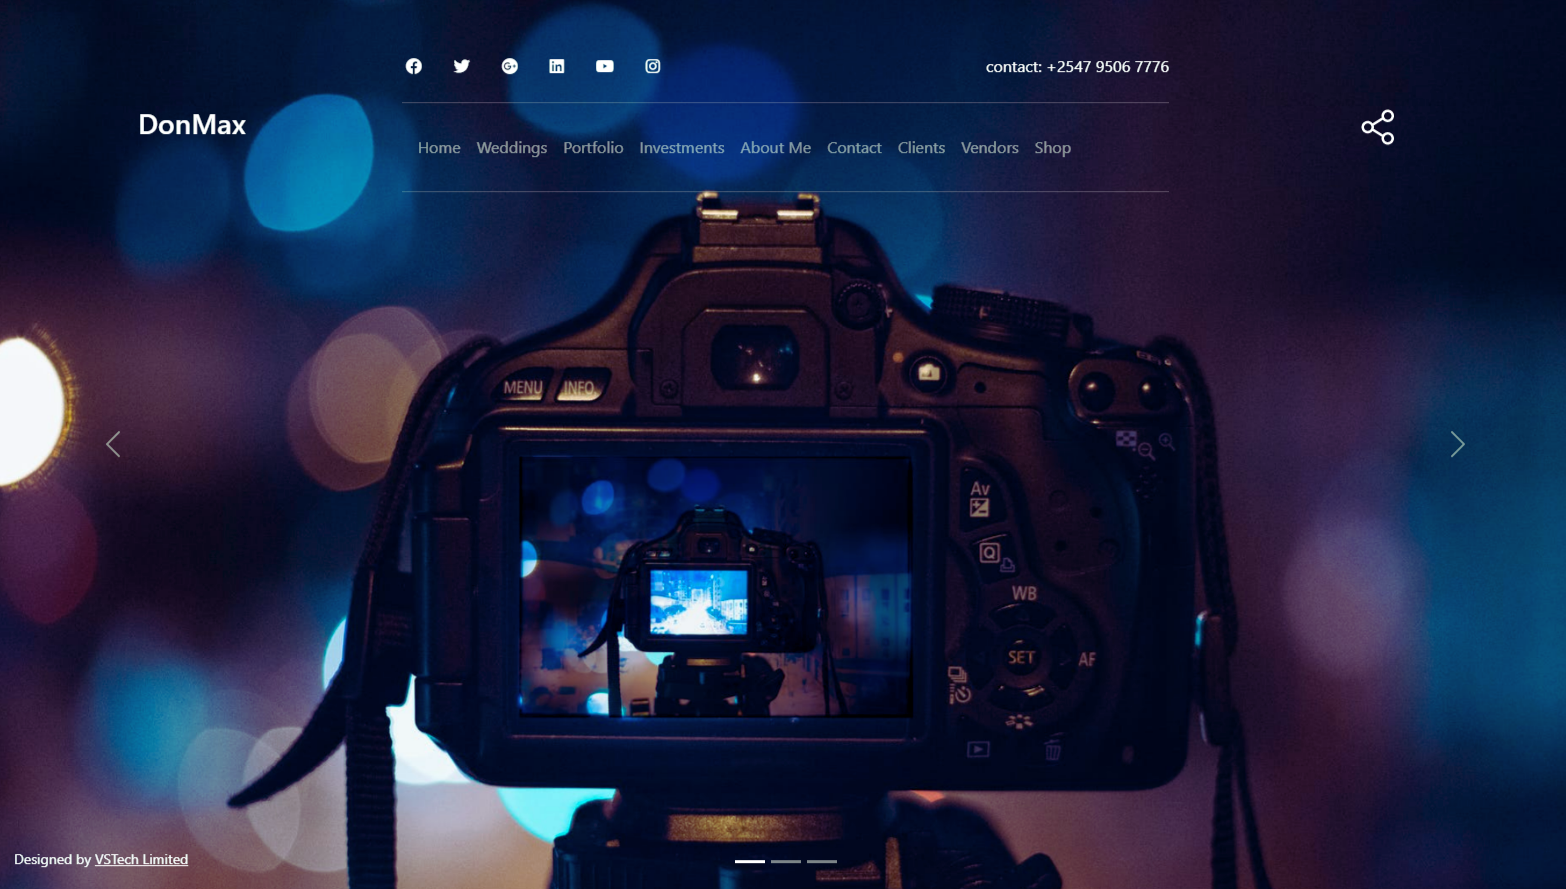 contact: +2547 9506 7776
DonMax
Home Weddings Portfolio Investments About Me Contact Clients Vendors Shop
MENU INFO
Av
Q
WB
SET
AF
Designed by VSTech Limited